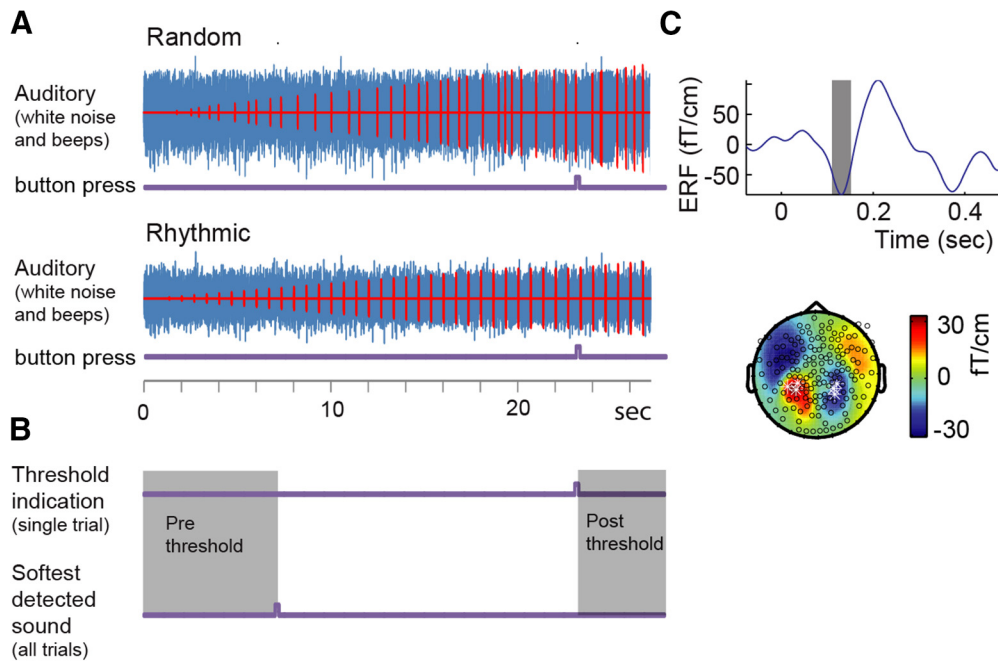 A
Random
Auditory
(white noise
and beeps)
button press
Rhythmic
Auditory
(white noise
and beeps)
button press
0
10
20
sec
B
Threshold
indication
(single trial)
Pre
threshold
Post
threshold
Softest
detected
sound
(all trials)
C
ERF (fT/cm)
50
0
-50
0
0.2
0.4
Time (sec)
30
0
-30
fT/cm